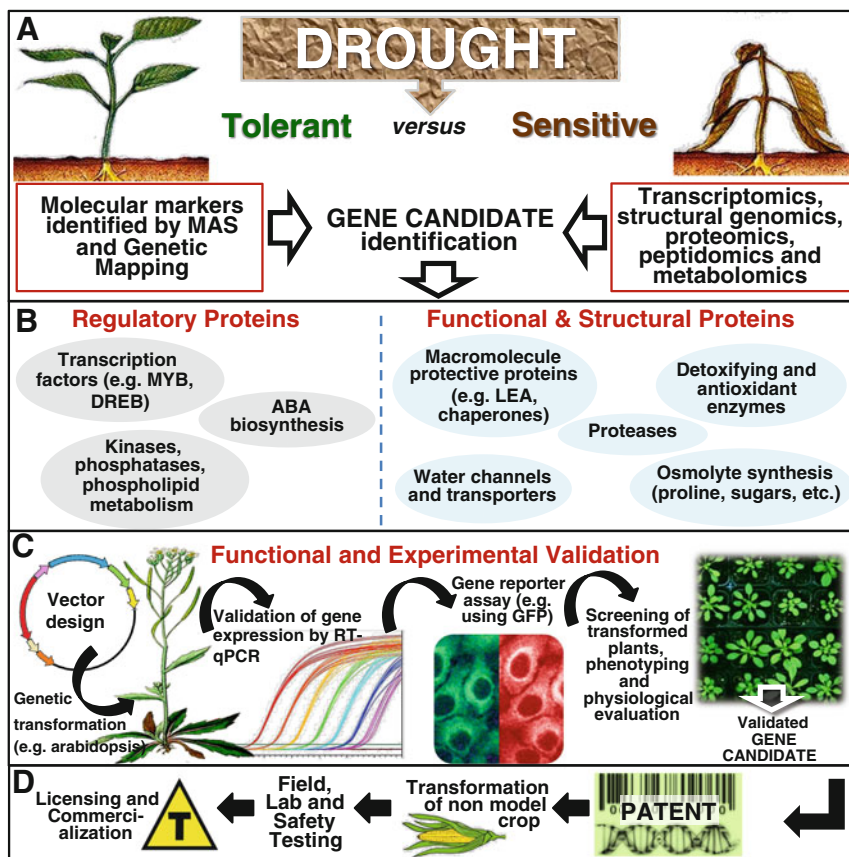 A
DROUGHT
Tolerant versus Sensitive
Molecular markers
identified by MAS
and Genetic
Mapping
GENE CANDIDATE
identification
Transcriptomics,
structural genomics,
proteomics,
peptidomics and
metabolomics
B
Regulatory Proteins
Transcription
factors (e.g. MYB,
DREB)
ABA
biosynthesis
Kinases,
phosphatases,
phospholipid
metabolism
Functional & Structural Proteins
Macromolecule
protective proteins
(e.g. LEA,
chaperones)
Detoxifying and
antioxidant
enzymes
Proteases
Water channels
and transporters
Osmolyte synthesis
(proline, sugars, etc.)
C
Functional and Experimental Validation
Vector
design
Genetic
transformation
(e.g. arabidopsis)
Validation of gene
expression by RT-
qPCR
Gene reporter
assay (e.g.
using GFP)
Screening of
transformed
plants,
phenotyping
and
physiological
evaluation
Validated
GENE
CANDIDATE
D
Licensing and
Commerci-
alization
T
Field,
Lab and
Safety
Testing
Transformation
of non model
crop
0 0
PATENT